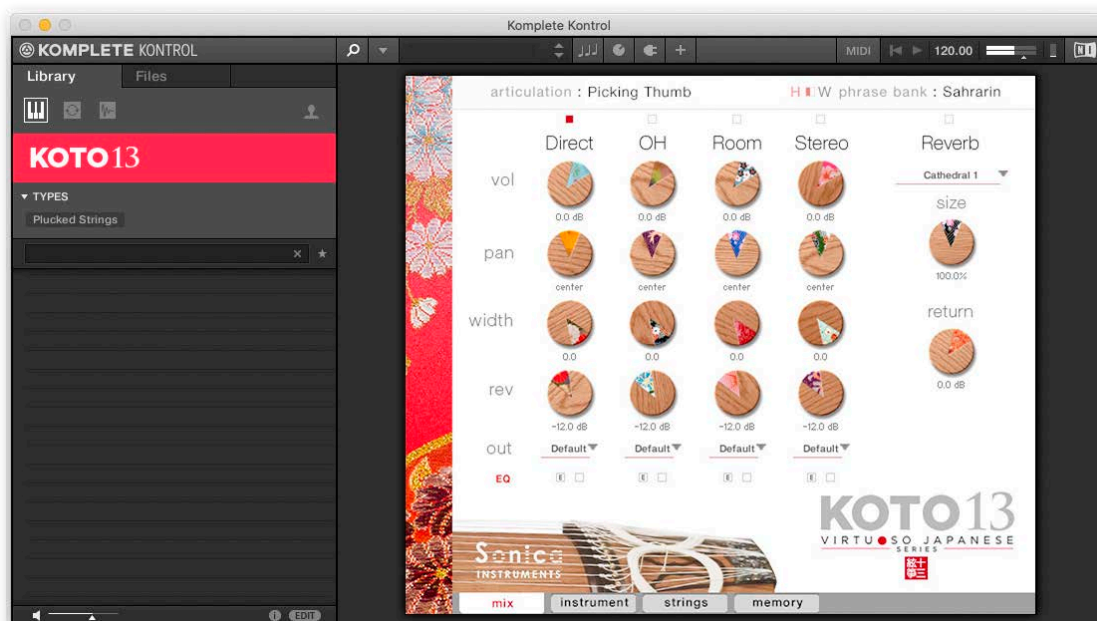 Komplete Kontrol
KOMPLETE KONTROL
MIDI 120.00
Library Files
KOTO13
TYPES
Plucked Strings
articulation : Picking Thumb
H W phrase bank : Sahrarin
Direct OH Room Stereo Reverb
vol Cathedral 1
0.0 dB 0.0 dB 0.0 dB 0.0 dB size
pan
center center center center 100.0%
width return
0.0 0.0 0.0 0.0
rev 0.0 dB
-12.0 dB -12.0 dB -12.0 dB -12.0 dB
out Default Default Default Default
EQ E E E E
KOTO13
VIRTUOSO JAPANESE
SERIES
十三
絃箏
Sonica
INSTRUMENTS
mix instrument strings memory
EDIT